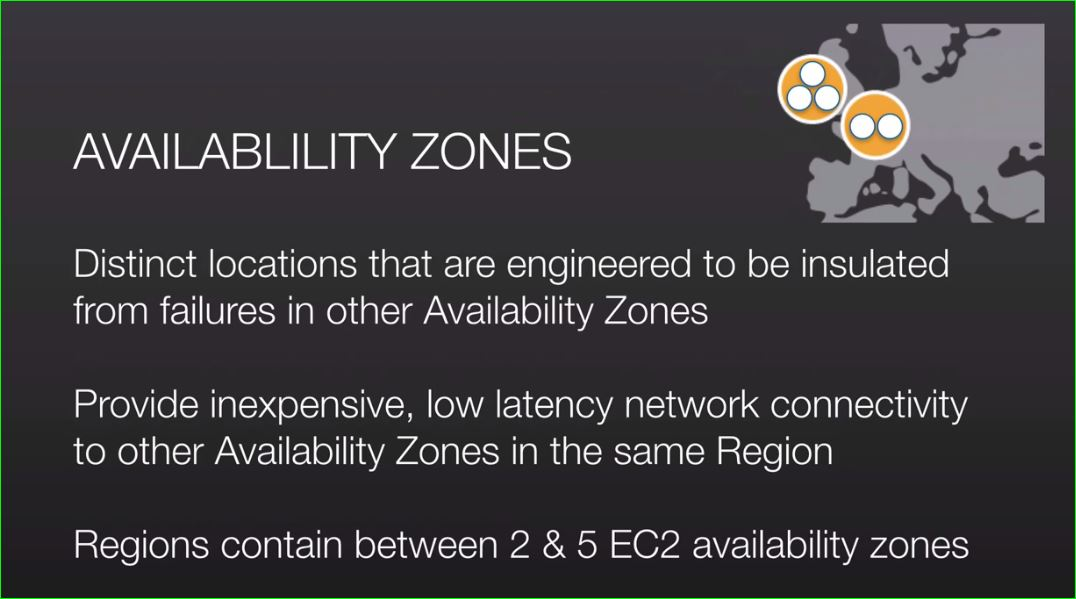 AVAILABLILITY ZONES
Distinct locations that are engineered to be insulated
from failures in other Availability Zones
Provide inexpensive, low latency network connectivity
to other Availability Zones in the same Region
Regions contain between 2 & 5 EC2 availability zones